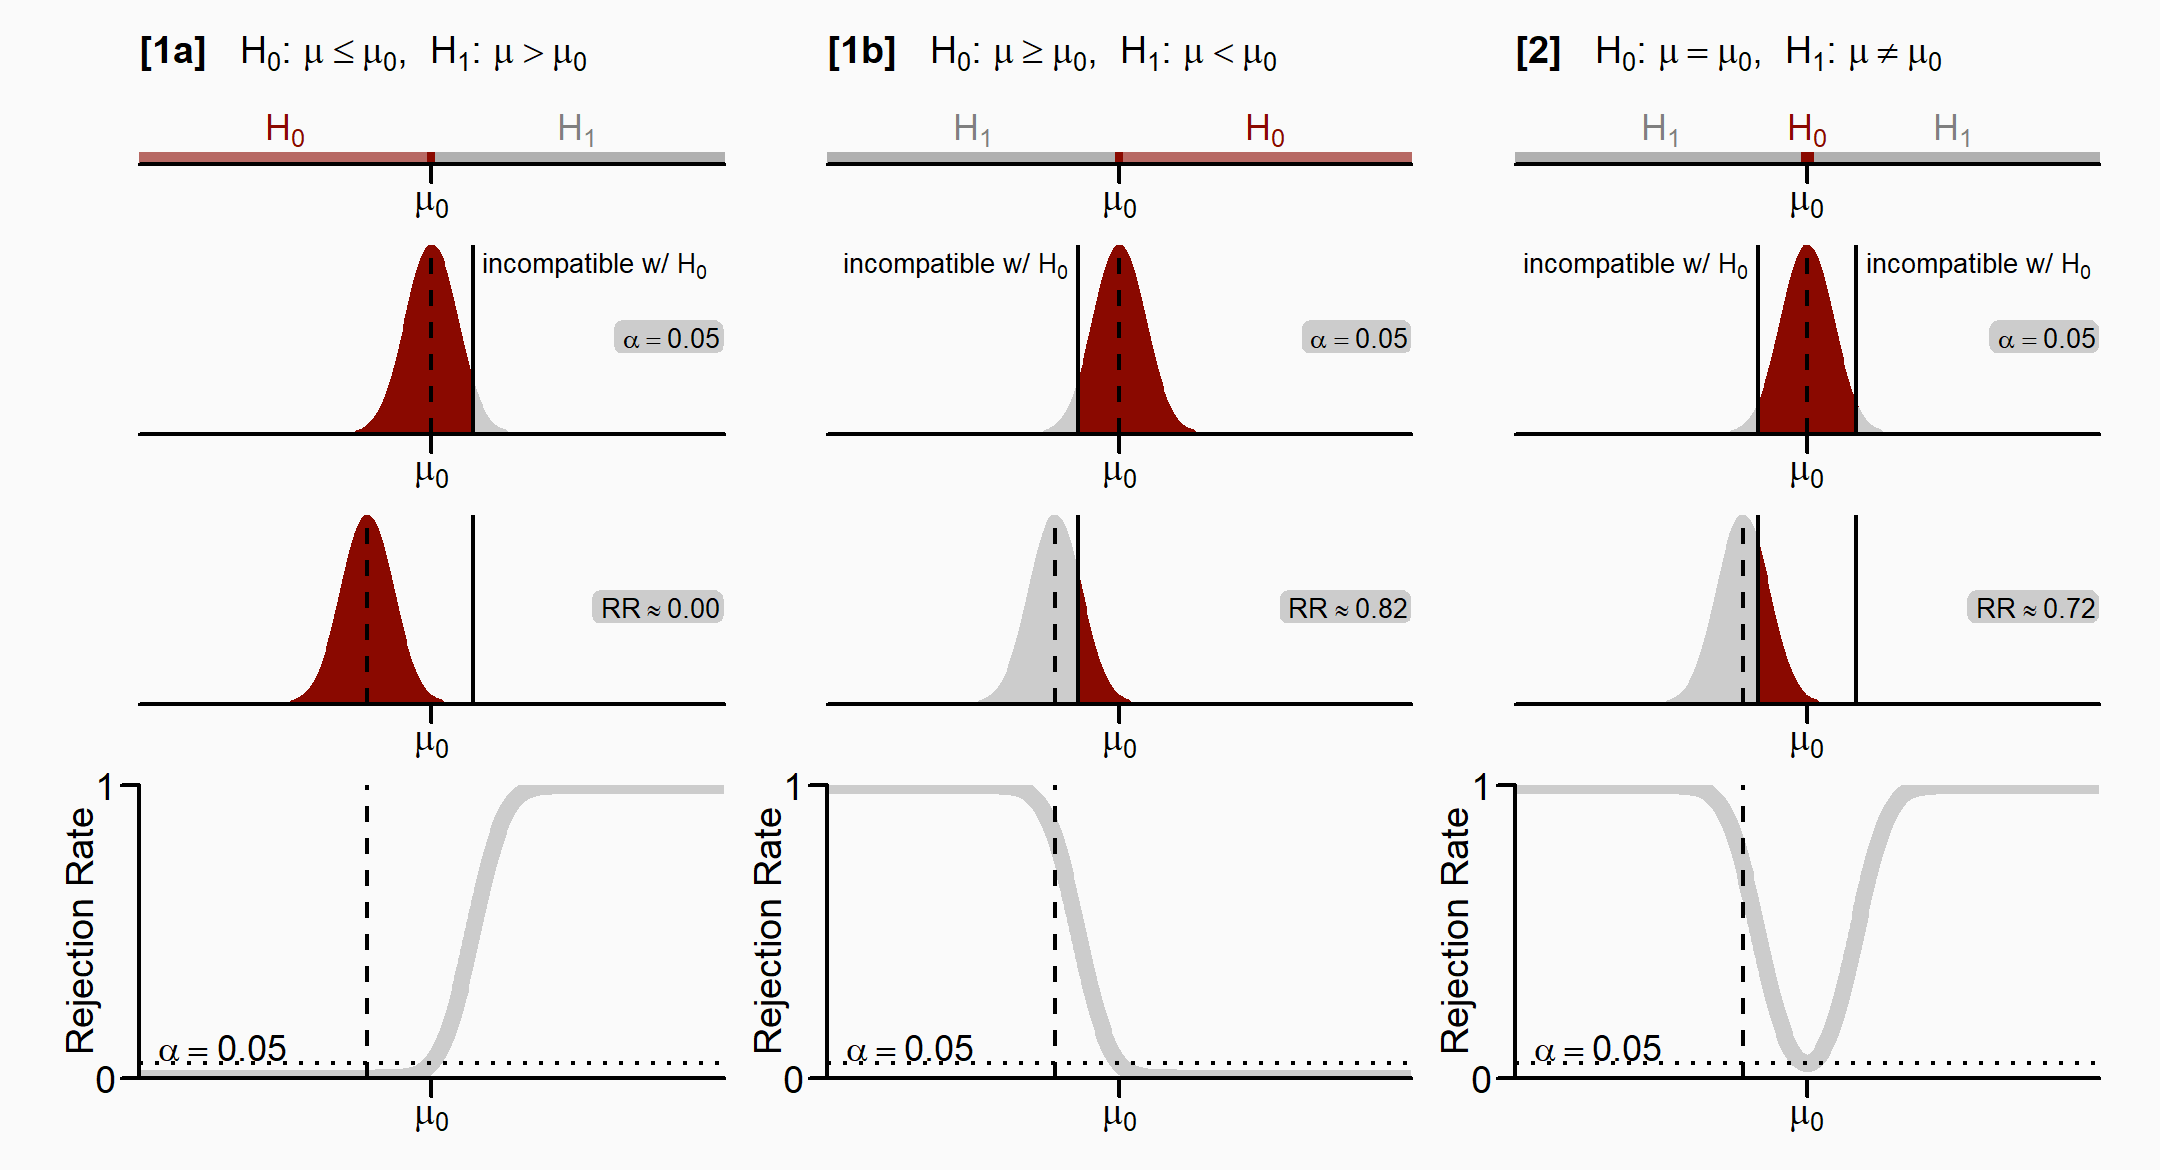 [1a] H₀: μ ≤ μ₀, H₁: μ > μ₀
H₀ H₁
μ₀
incompatible w/ H₀
α = 0.05
μ₀
RR ≈ 0.00
μ₀
1
Rejection Rate
α = 0.05
0
μ₀
[1b] H₀: μ ≥ μ₀, H₁: μ < μ₀
H₁ H₀
μ₀
incompatible w/ H₀
α = 0.05
μ₀
RR ≈ 0.82
μ₀
1
Rejection Rate
α = 0.05
0
μ₀
[2] H₀: μ = μ₀, H₁: μ ≠ μ₀
H₁ H₀ H₁
μ₀
incompatible w/ H₀ incompatible w/ H₀
α = 0.05
μ₀
RR ≈ 0.72
μ₀
1
Rejection Rate
α = 0.05
0
μ₀